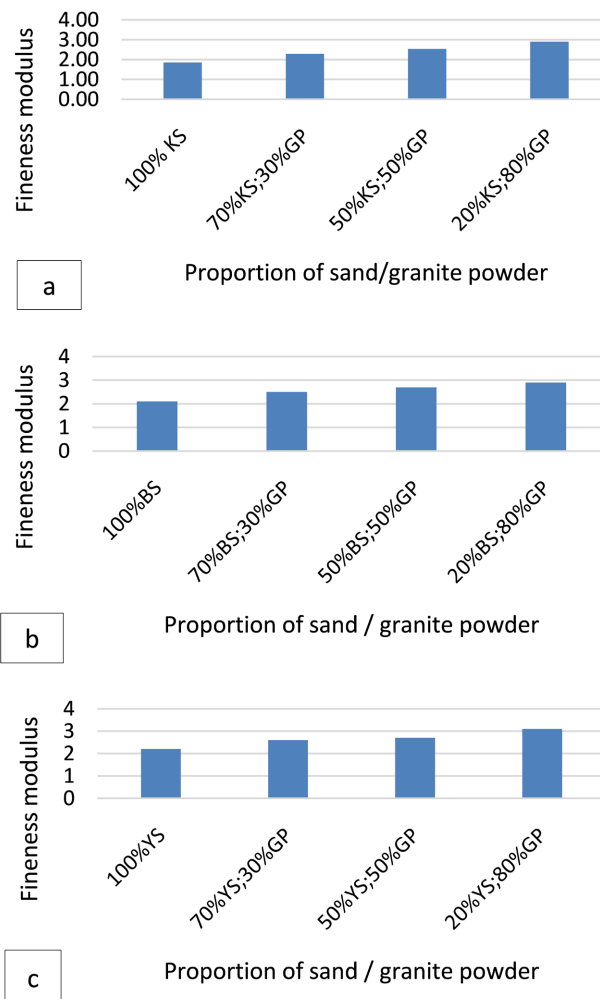 Fineness modulus
4.00
3.00
2.00
1.00
0.00
100% KS
70%KS;30%GP
50%KS;50%GP
20%KS;80%GP
Proportion of sand/granite powder
a
Fineness modulus
4
3
2
1
0
100%BS
70%BS;30%GP
50%BS;50%GP
20%BS;80%GP
Proportion of sand / granite powder
b
Fineness modulus
4
3
2
1
0
100%YS
70%YS;30%GP
50%YS;50%GP
20%YS;80%GP
Proportion of sand / granite powder
c